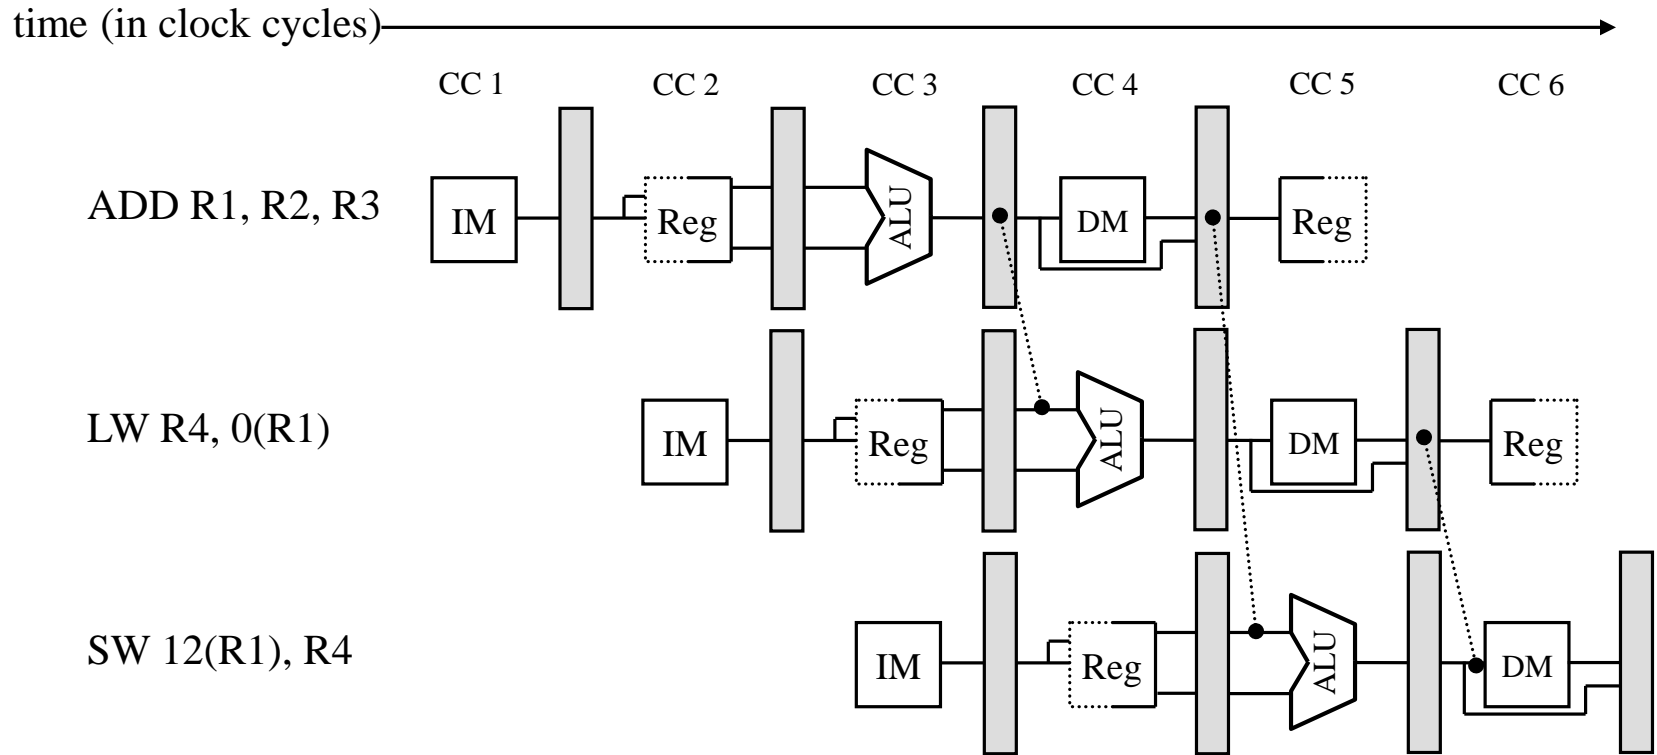 time (in clock cycles)
CC 1 CC 2 CC 3 CC 4 CC 5 CC 6
ADD R1, R2, R3 IM Reg ALU DM Reg
LW R4, 0(R1) IM Reg ALU DM Reg
SW 12(R1), R4 IM Reg ALU DM